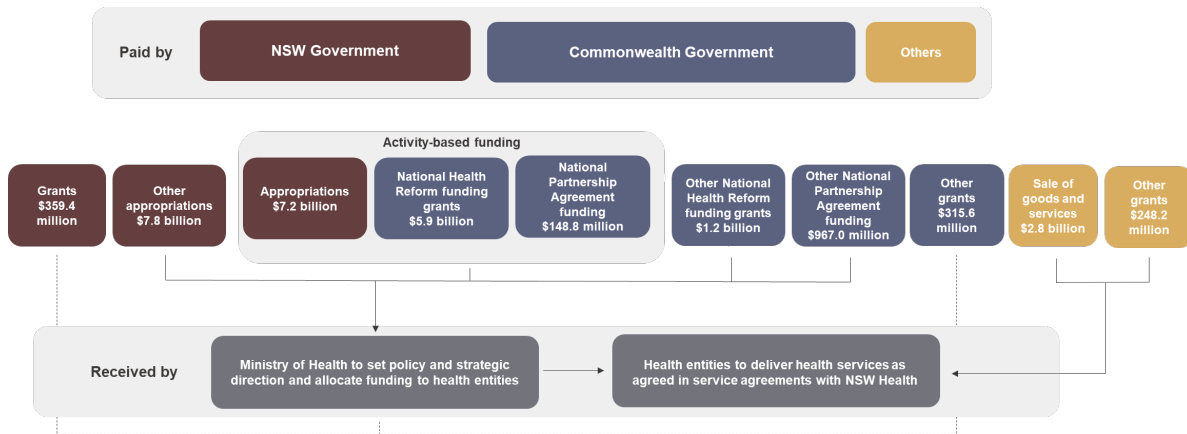 Paid by
NSW Government
Commonwealth Government
Others
Activity-based funding
Grants
$359.4
million
Other
appropriations
$7.8 billion
Appropriations
$7.2 billion
National Health
Reform funding
grants
$5.9 billion
National
Partnership
Agreement
funding
$148.8 million
Other National
Health Reform
funding grants
$1.2 billion
Other National
Partnership
Agreement
funding
$967.0 million
Other
grants
$315.6
million
Sale of
goods and
services
$2.8 billion
Other
grants
$248.2
million
Received by
Ministry of Health to set policy and strategic
direction and allocate funding to health entities
Health entities to deliver health services as
agreed in service agreements with NSW Health